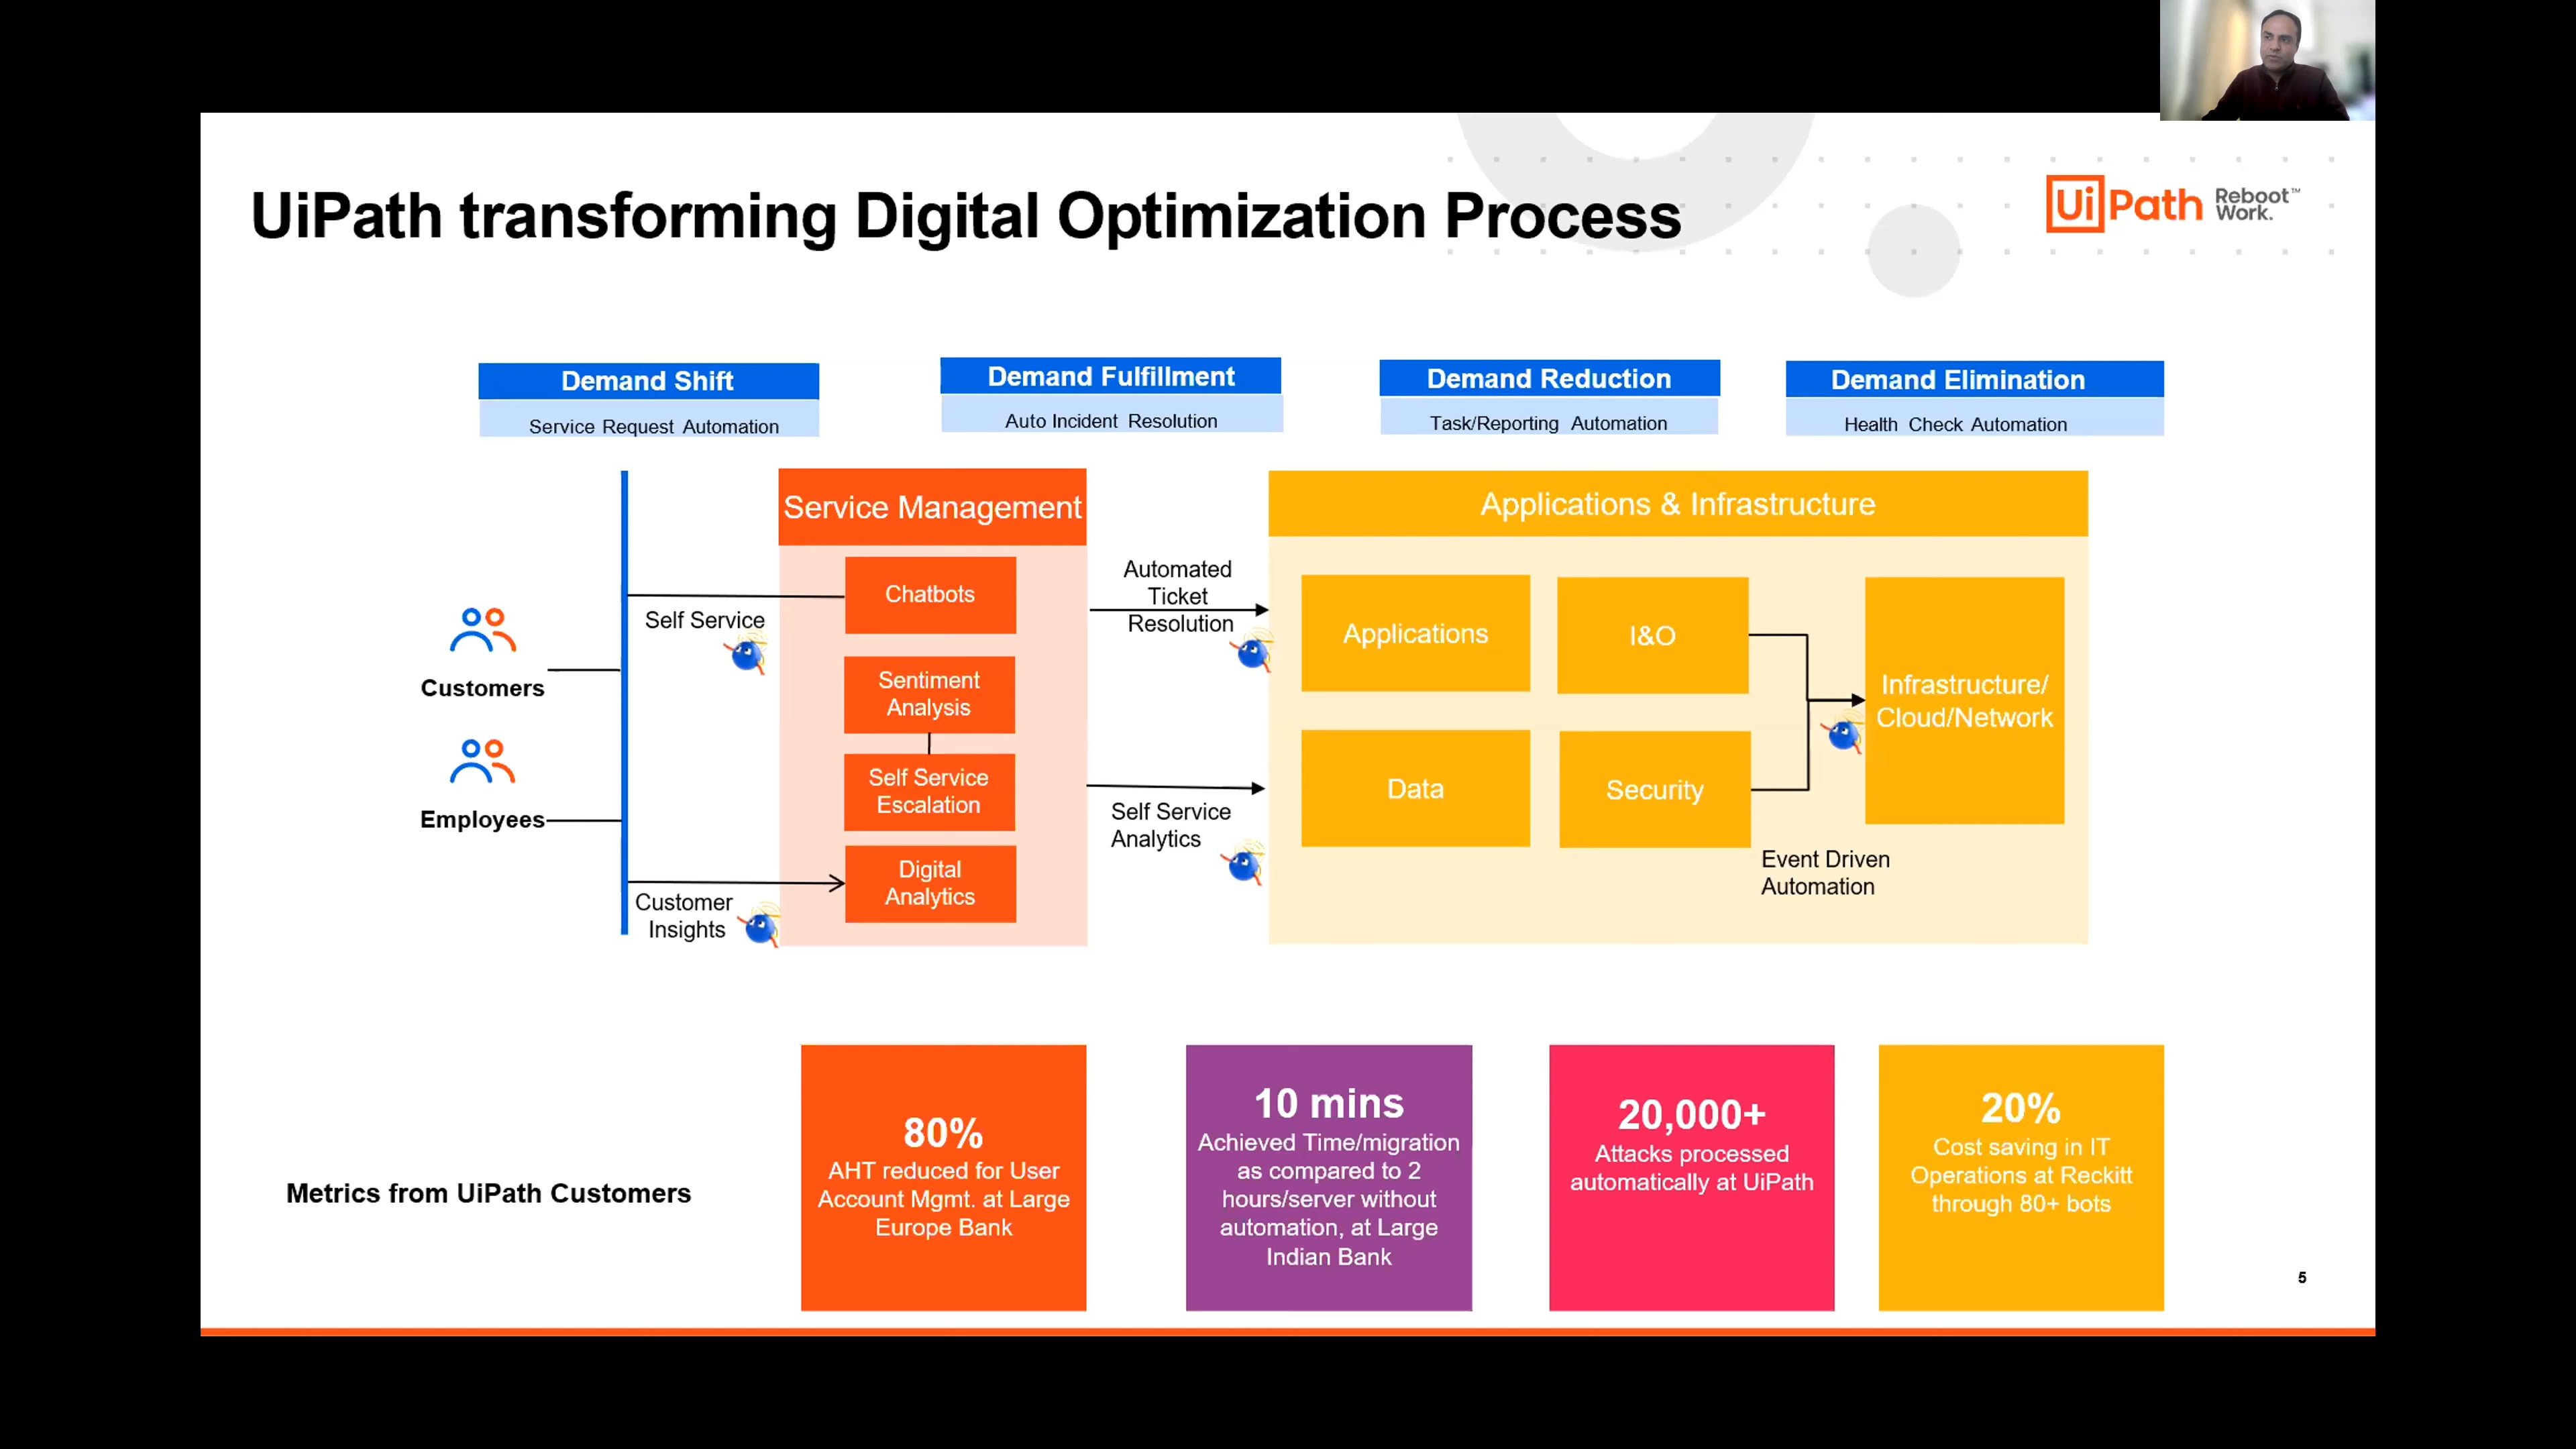 UiPath transforming Digital Optimization Process
UiPath Reboot™
Work.
Demand Shift
Service Request Automation
Demand Fulfillment
Auto Incident Resolution
Demand Reduction
Task/Reporting Automation
Demand Elimination
Health Check Automation
Customers
Employees
Self Service
Customer
Insights
Service Management
Chatbots
Sentiment
Analysis
Self Service
Escalation
Digital
Analytics
Automated
Ticket
Resolution
Self Service
Analytics
Applications & Infrastructure
Applications
I&O
Data
Security
Infrastructure/
Cloud/Network
Event Driven
Automation
Metrics from UiPath Customers
80%
AHT reduced for User
Account Mgmt. at Large
Europe Bank
10 mins
Achieved Time/migration
as compared to 2
hours/server without
automation, at Large
Indian Bank
20,000+
Attacks processed
automatically at UiPath
20%
Cost saving in IT
Operations at Reckitt
through 80+ bots
5